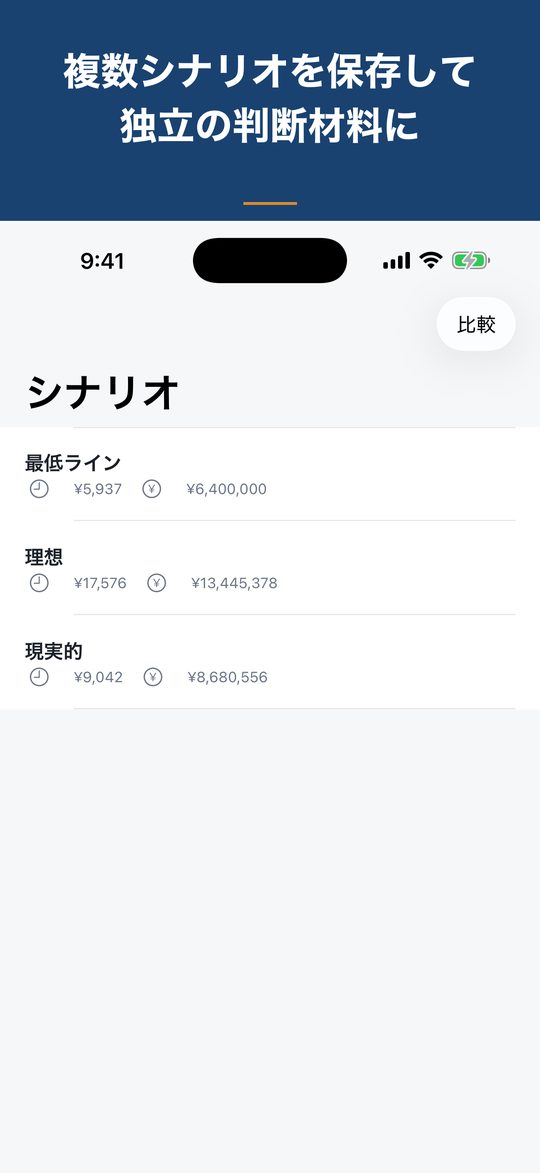 複数シナリオを保存して
独立の判断材料に
9:41
比較
シナリオ
最低ライン
¥5,937 ¥ ¥6,400,000
理想
¥17,576 ¥ ¥13,445,378
現実的
¥9,042 ¥ ¥8,680,556